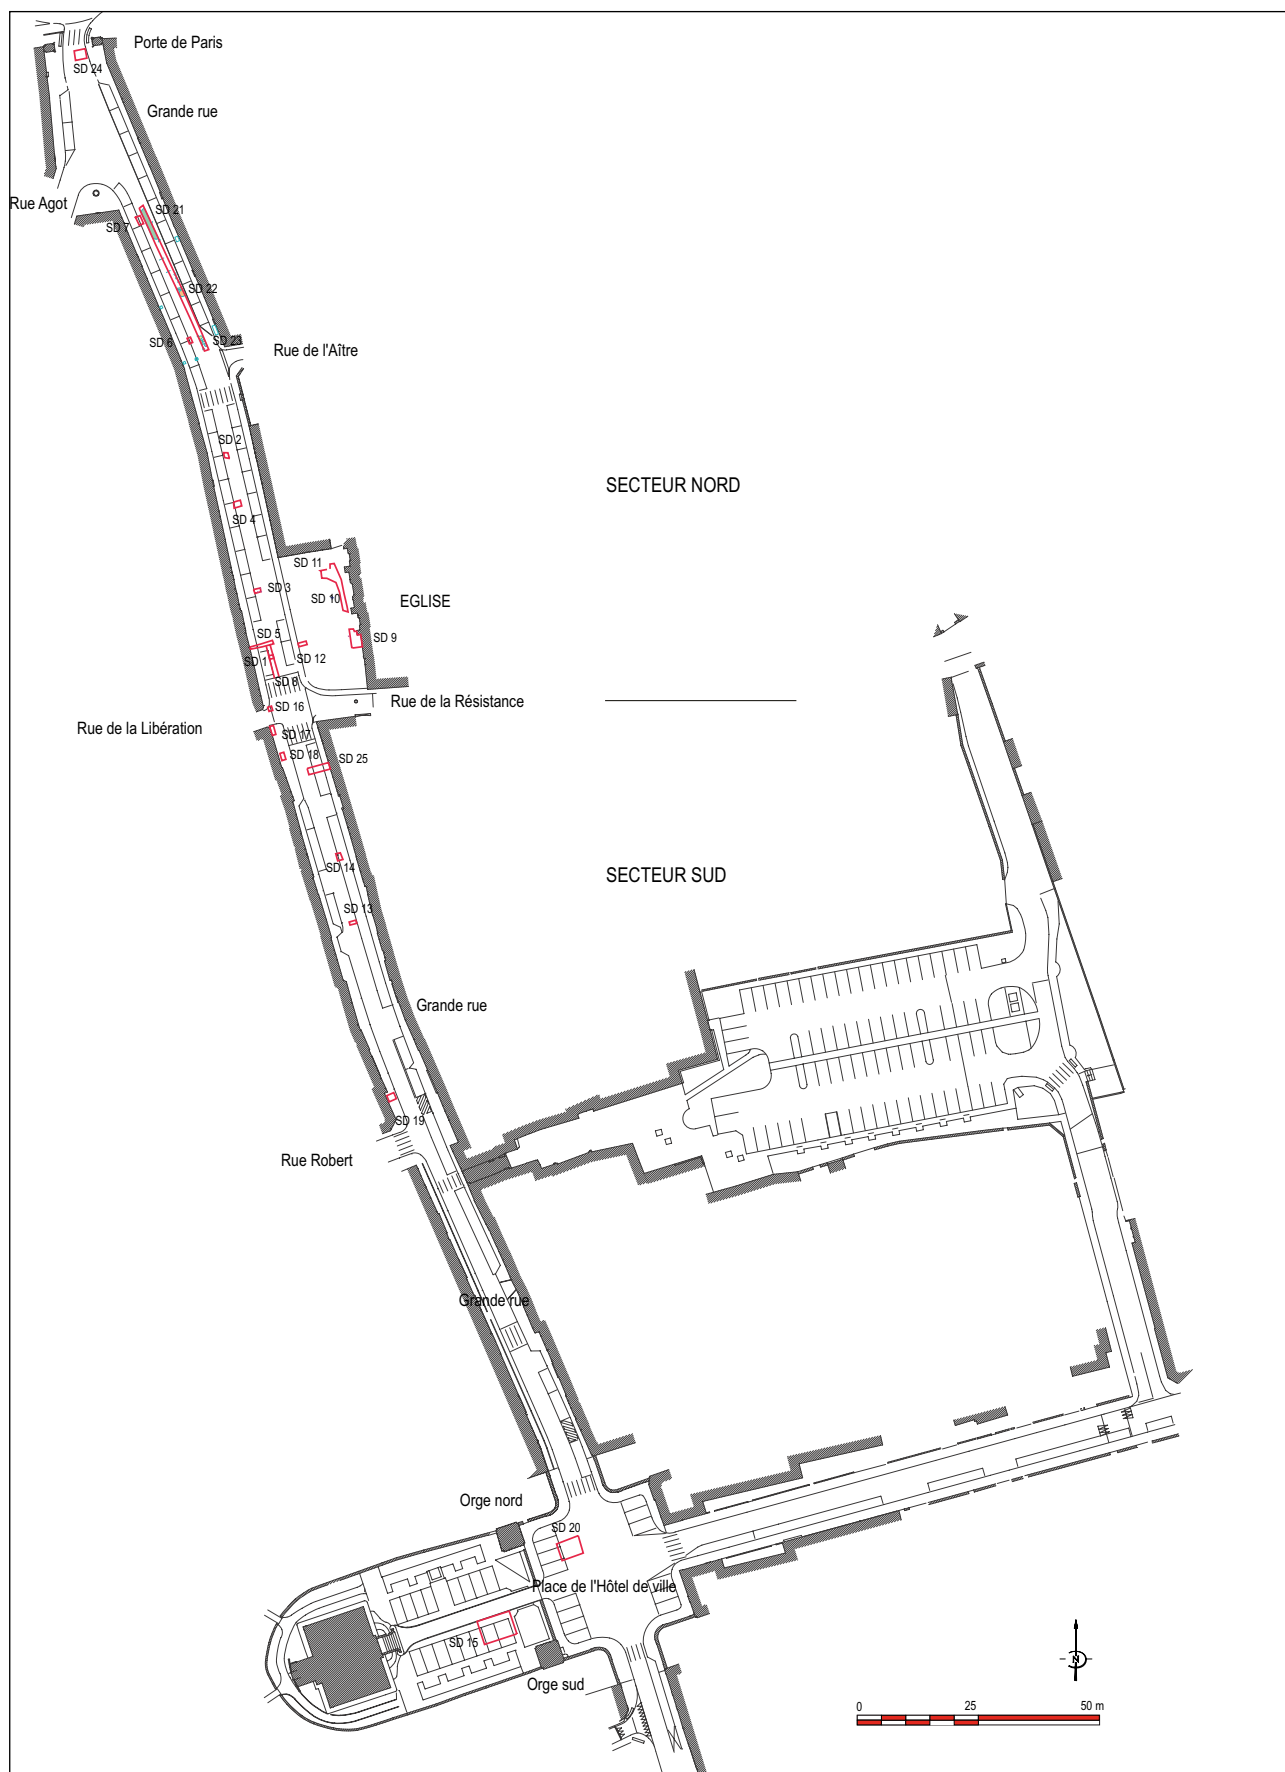 Porte de Paris
SD 24
Grande rue
Rue Agot
SD 21
SD 7
SD 22
SD 6
SD 23
Rue de l'Aître
SD 2
SECTEUR NORD
SD 4
SD 11
SD 3
SD 10
EGLISE
SD 5
SD 9
SD 1
SD 12
SD 8
Rue de la Résistance
SD 16
Rue de la Libération
SD 17
SD 18
SD 25
SD 14
SECTEUR SUD
SD 13
Grande rue
SD 19
Rue Robert
Grande rue
Orge nord
SD 20
Place de l'Hôtel de ville
SD 15
Orge sud
N
0 25 50 m